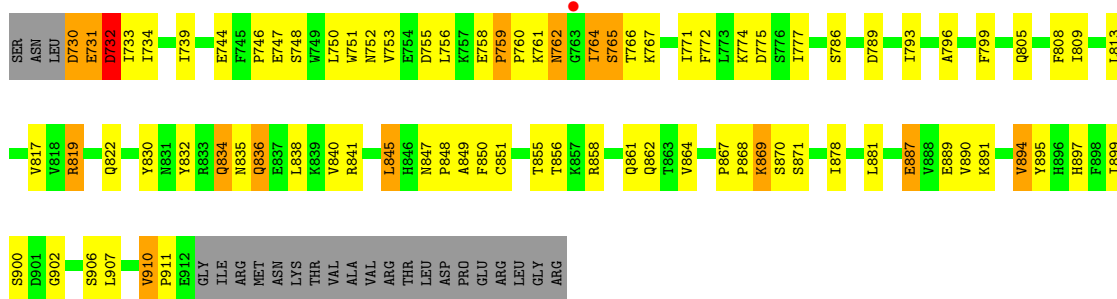 SER ASN LEU D730 E731 D732 I733 I734 I739 E744 F745 P746 E747 S748 W749 L750 W751 N752 V753 E754 D755 L756 K757 E758 P759 P760 K761 N762 G763 I764 S765 T766 K767 I771 F772 L773 K774 D775 S776 I777 S786 D789 I793 A796 F799 Q805 F808 I809 L813
V817 V818 R819 Q822 Y830 N831 Y832 R833 Q834 N835 Q836 E837 L838 K839 V840 R841 L845 H846 N847 P848 A849 F850 C851 T855 T856 K857 R858 Q861 Q862 T863 V864 P867 P868 K869 S870 S871 I878 L881 E887 V888 E889 V890 K891 V894 Y895 H896 H897 F898
S900 D901 G902 S906 L907 V910 P911 E912 GLY ILE ARG MET ASN LYS THR VAL ALA VAL ARG THR LEU ASP PRO GLU ARG LEU GLY ARG